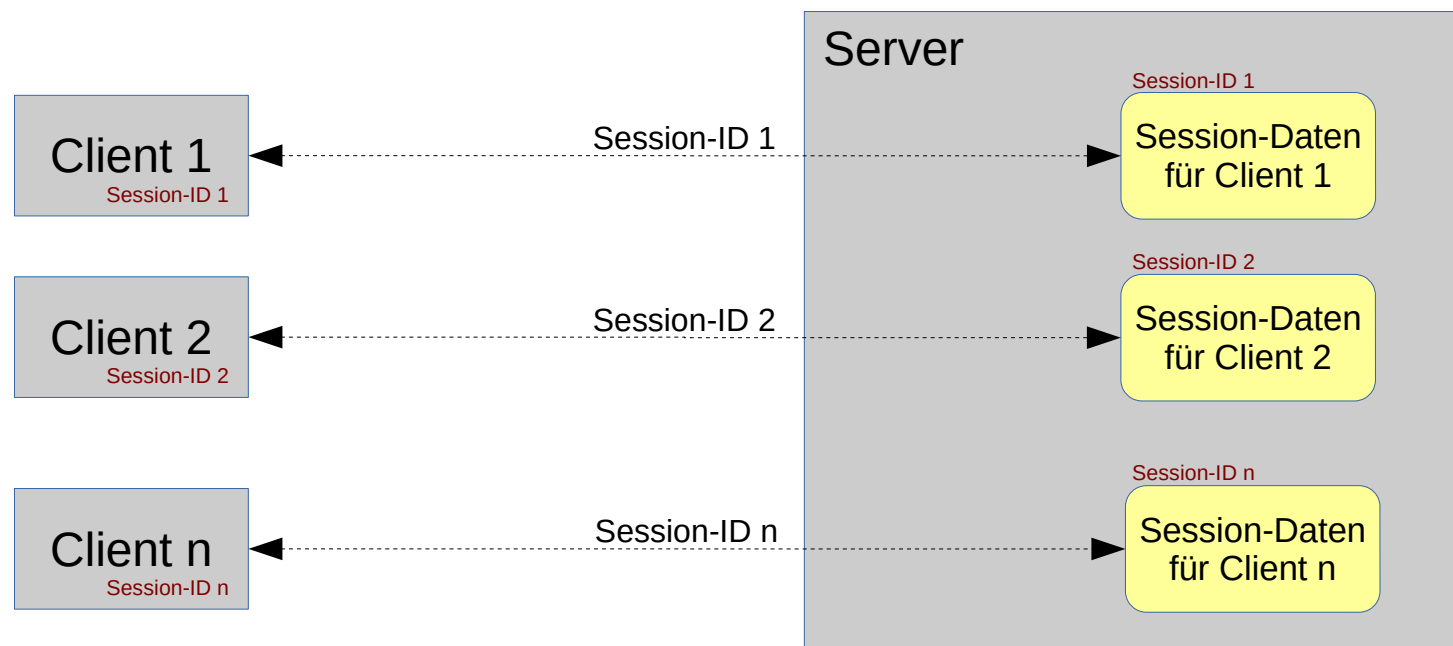 Server
Session-ID 1
Client 1
Session-ID 1
Session-ID 1
Session-Daten
für Client 1
Session-ID 2
Client 2
Session-ID 2
Session-ID 2
Session-Daten
für Client 2
Session-ID n
Client n
Session-ID n
Session-ID n
Session-Daten
für Client n